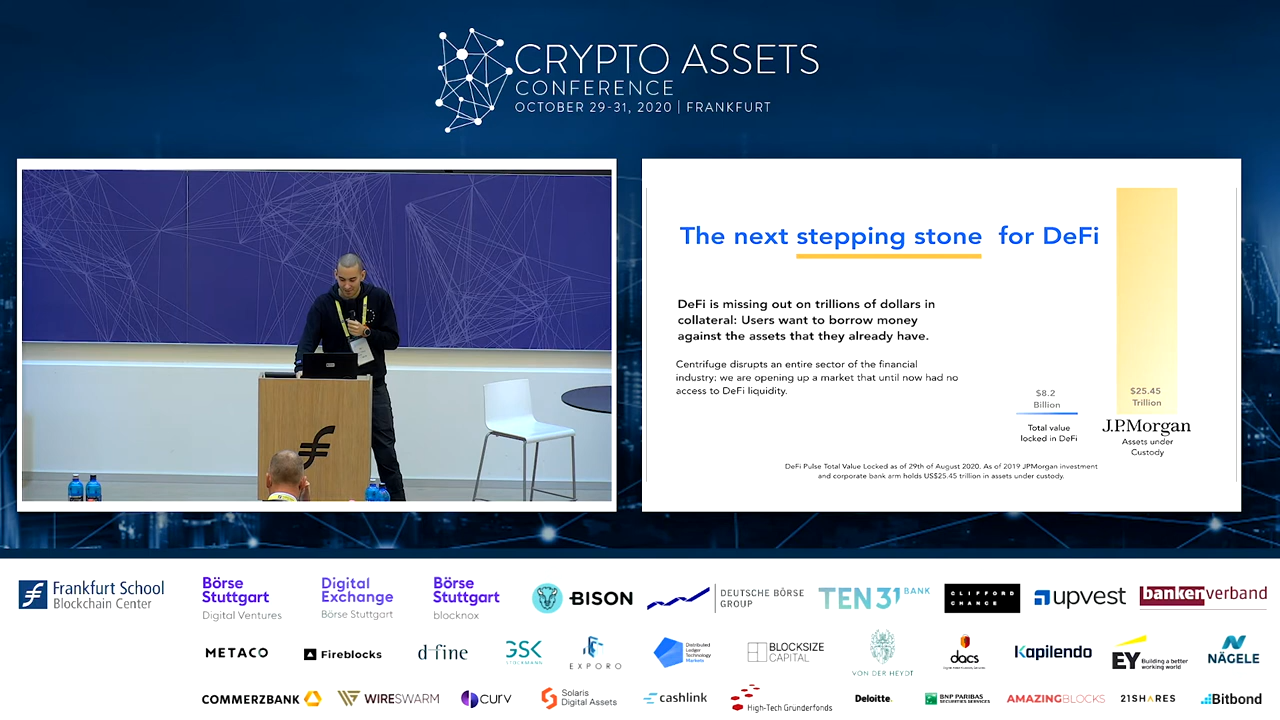 CRYPTO ASSETS
CONFERENCE
OCTOBER 29-31, 2020 | FRANKFURT
The next stepping stone for DeFi
DeFi is missing out on trillions of dollars in
collateral: Users want to borrow money
against the assets that they already have.
Centrifuge disrupts an entire sector of the financial
industry; we are opening up a market that until now had no
access to DeFi liquidity.
$8.2
Billion
Total value
locked in DeFi
$25.45
Trillion
J.P.Morgan
Assets under
Custody
DeFi Pulse Total Value Locked as of 29th of August 2020. As of 2019 JPMorgan investment
and corporate bank arm holds US$25.45 trillion in assets under custody.
Frankfurt School
Blockchain Center
Börse
Stuttgart
Digital Ventures
Digital
Exchange
Börse Stuttgart
Börse
Stuttgart
blocknox
BISON
DEUTSCHE BÖRSE
GROUP
TEN31 BANK
CLIFFORD
CHANCE
upvest
bankenverband
METACO
Fireblocks
d-fine
GSK
STOCKMANN
EXPORO
Distributed
Ledger
Technology
Markets
BLOCKSIZE
CAPITAL
VON DER HEYDT
dacs
Kapilendo
EY
Building a better
working world
NÄGELE
COMMERZBANK
WIRESWARM
curv
Solaris
Digital Assets
cashlink
High-Tech Gründerfonds
Deloitte.
BNP PARIBAS
SECURITIES SERVICES
AMAZINGBLOCKS
21SHARES
Bitbond